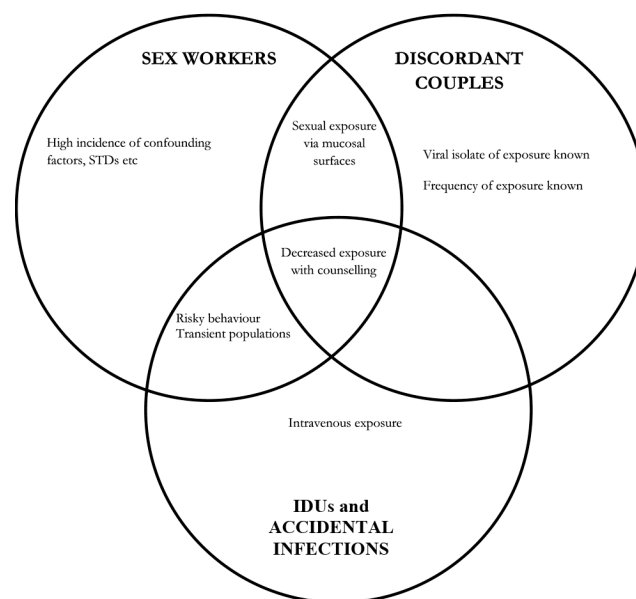 SEX WORKERS
DISCORDANT
COUPLES
High incidence of confounding
factors, STDs etc
Sexual exposure
via mucosal
surfaces
Viral isolate of exposure known
Frequency of exposure known
Decreased exposure
with counselling
Risky behaviour
Transient populations
Intravenous exposure
IDUs and
ACCIDENTAL
INFECTIONS